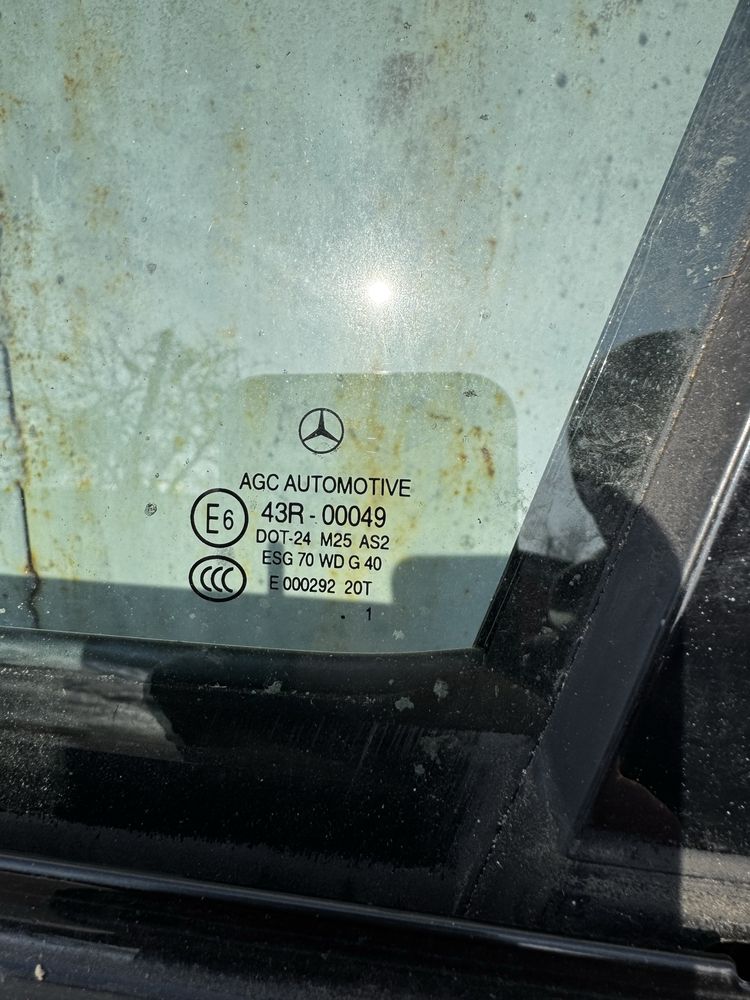 AGC AUTOMOTIVE
E6 43R - 00049
DOT-24 M25 AS2
ESG 70 WD G 40
CCC E 000292 20T
1